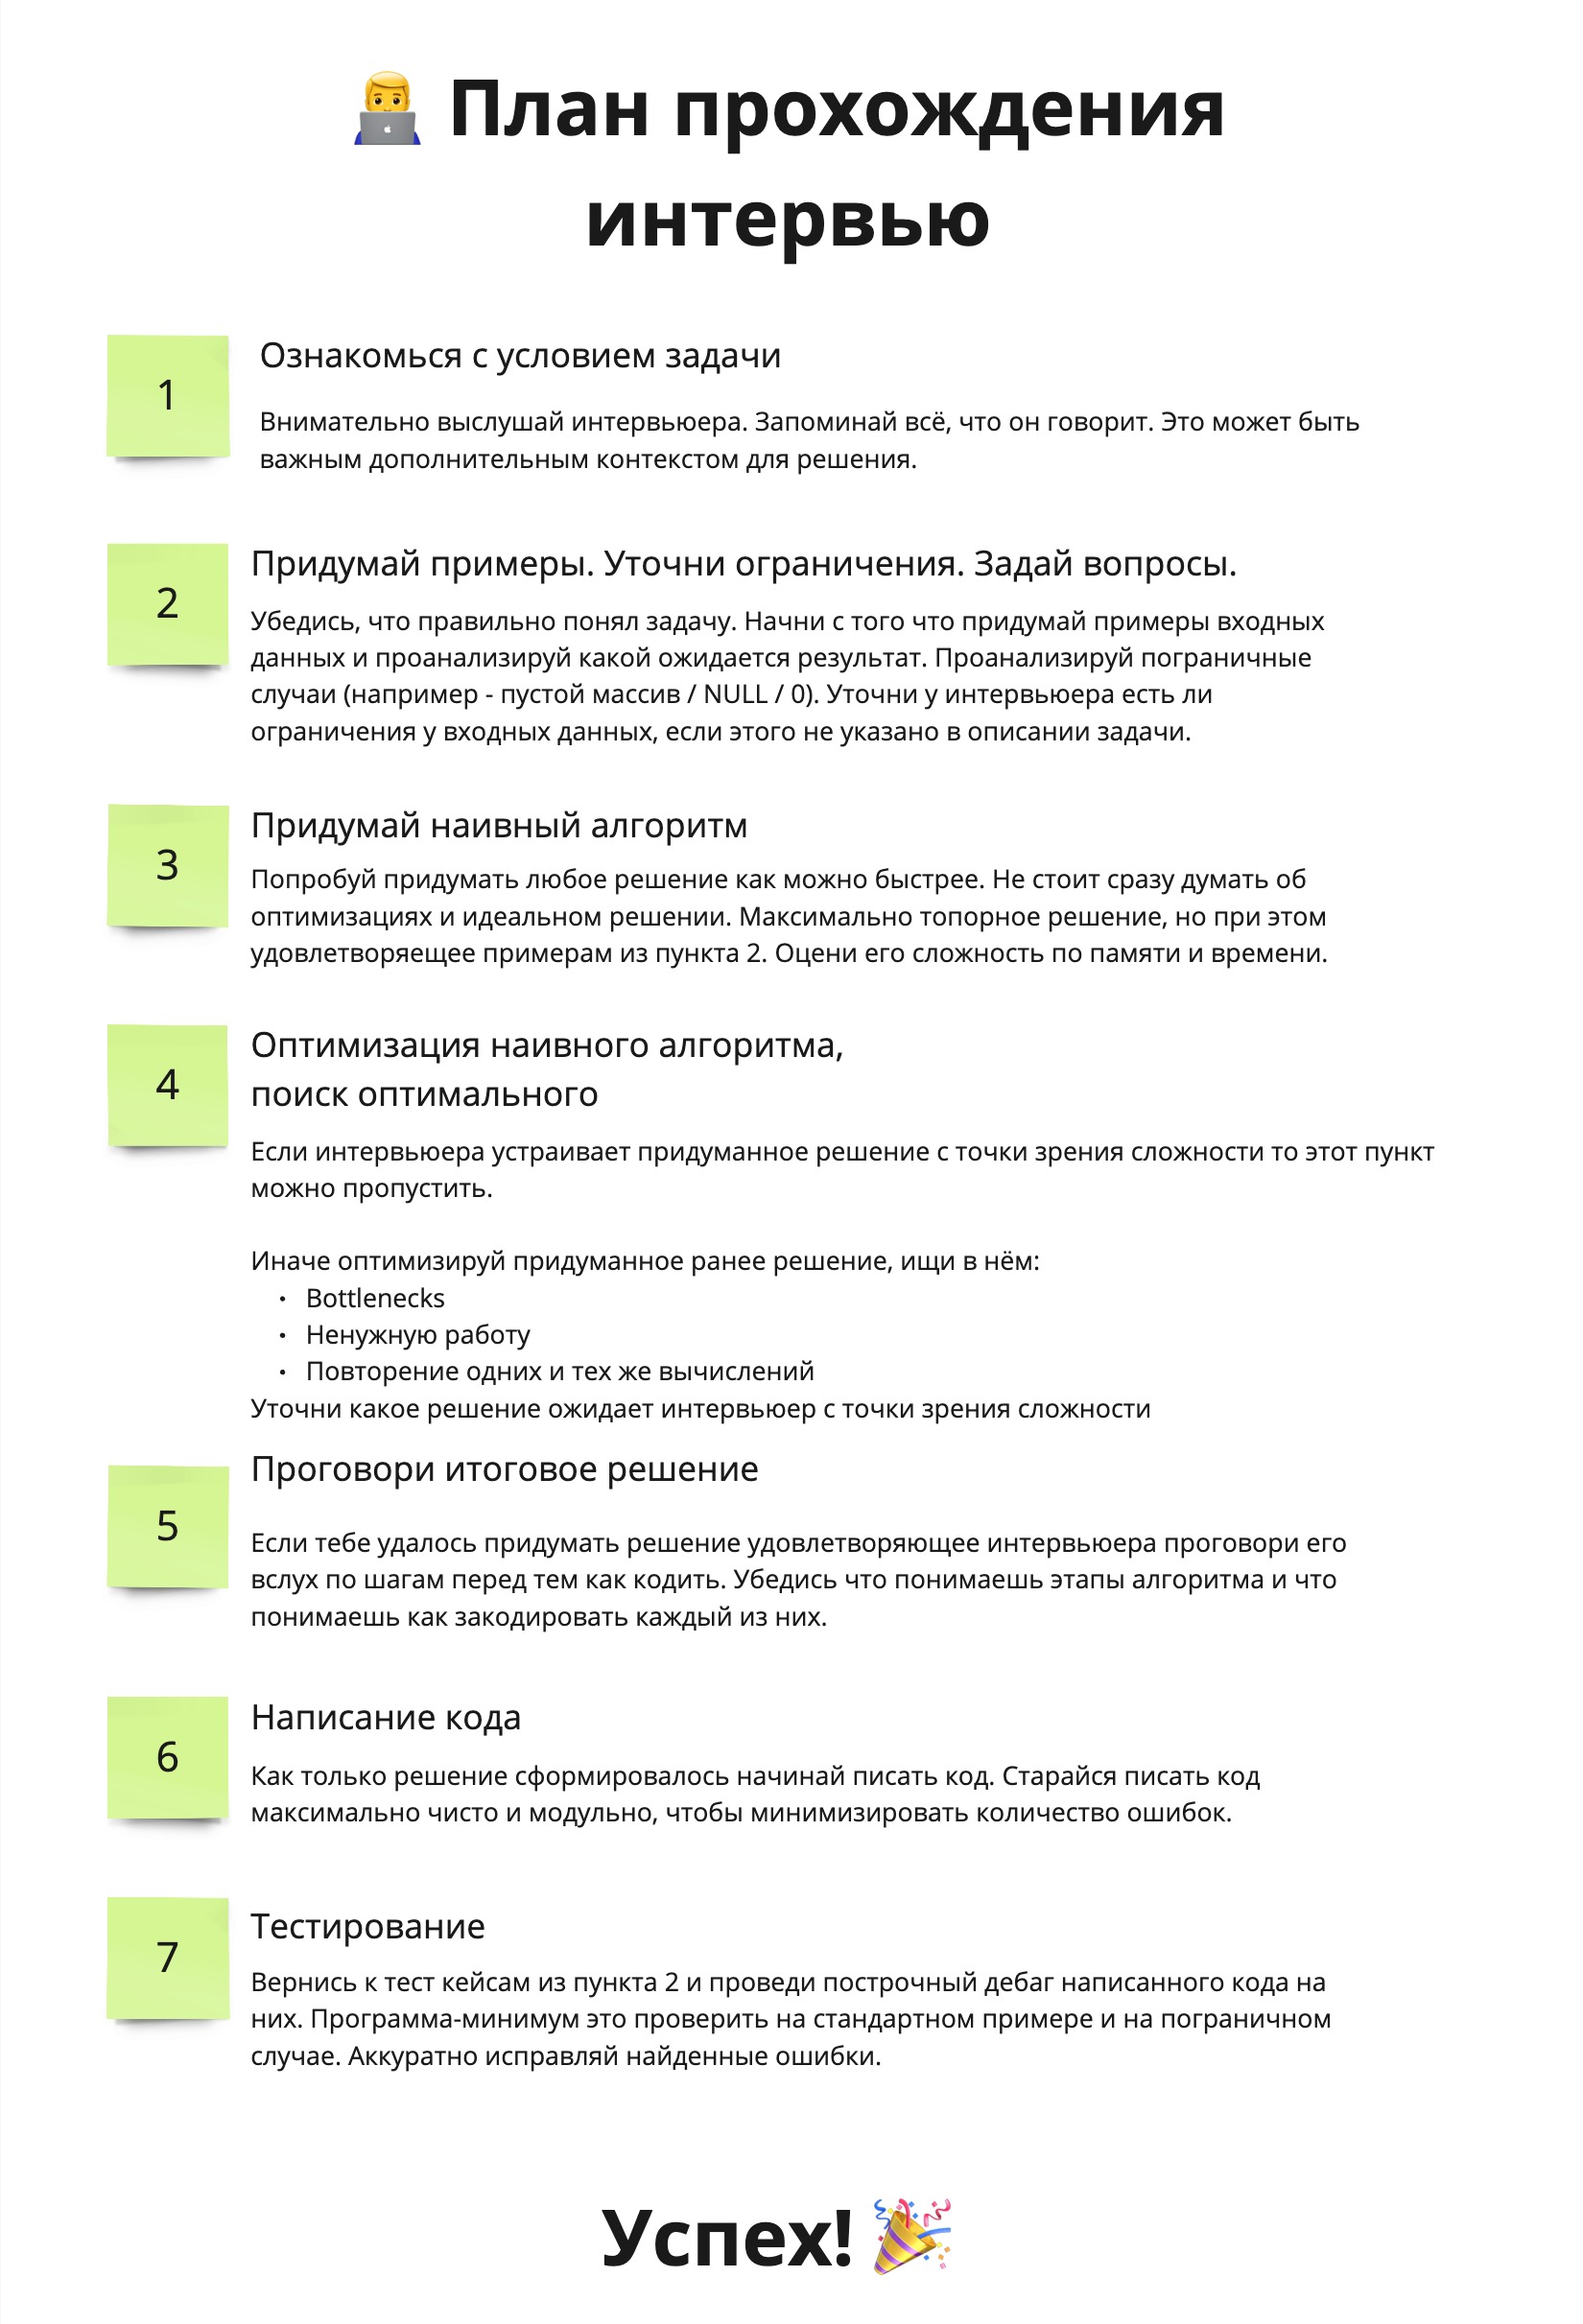 👨‍💻 План прохождения
интервью
1
Ознакомься с условием задачи
Внимательно выслушай интервьюера. Запоминай всё, что он говорит. Это может быть
важным дополнительным контекстом для решения.
2
Придумай примеры. Уточни ограничения. Задай вопросы.
Убедись, что правильно понял задачу. Начни с того что придумай примеры входных
данных и проанализируй какой ожидается результат. Проанализируй пограничные
случаи (например - пустой массив / NULL / 0). Уточни у интервьюера есть ли
ограничения у входных данных, если этого не указано в описании задачи.
3
Придумай наивный алгоритм
Попробуй придумать любое решение как можно быстрее. Не стоит сразу думать об
оптимизациях и идеальном решении. Максимально топорное решение, но при этом
удовлетворяещее примерам из пункта 2. Оцени его сложность по памяти и времени.
4
Оптимизация наивного алгоритма,
поиск оптимального
Если интервьюера устраивает придуманное решение с точки зрения сложности то этот пункт
можно пропустить.
Иначе оптимизируй придуманное ранее решение, ищи в нём:
• Bottlenecks
• Ненужную работу
• Повторение одних и тех же вычислений
Уточни какое решение ожидает интервьюер с точки зрения сложности
5
Проговори итоговое решение
Если тебе удалось придумать решение удовлетворяющее интервьюера проговори его
вслух по шагам перед тем как кодить. Убедись что понимаешь этапы алгоритма и что
понимаешь как закодировать каждый из них.
6
Написание кода
Как только решение сформировалось начинай писать код. Старайся писать код
максимально чисто и модульно, чтобы минимизировать количество ошибок.
7
Тестирование
Вернись к тест кейсам из пункта 2 и проведи построчный дебаг написанного кода на
них. Программа-минимум это проверить на стандартном примере и на пограничном
случае. Аккуратно исправляй найденные ошибки.
Успех! 🎉